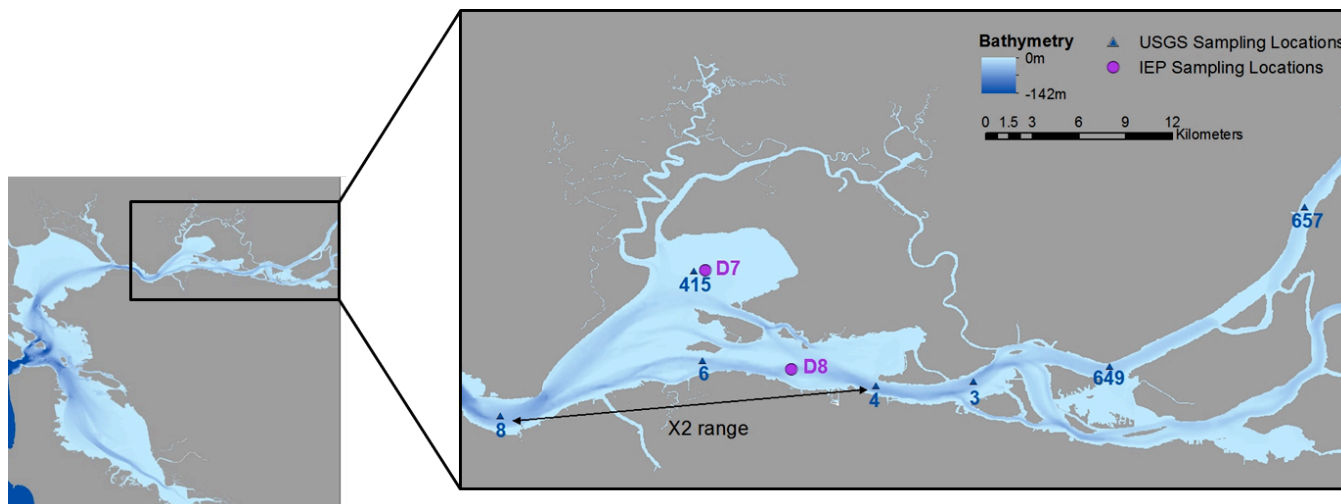 Bathymetry
0m
-142m
USGS Sampling Locations
IEP Sampling Locations
0 1.5 3 6 9 12
Kilometers
657
D7
415
D8
6
649
4
3
8
X2 range